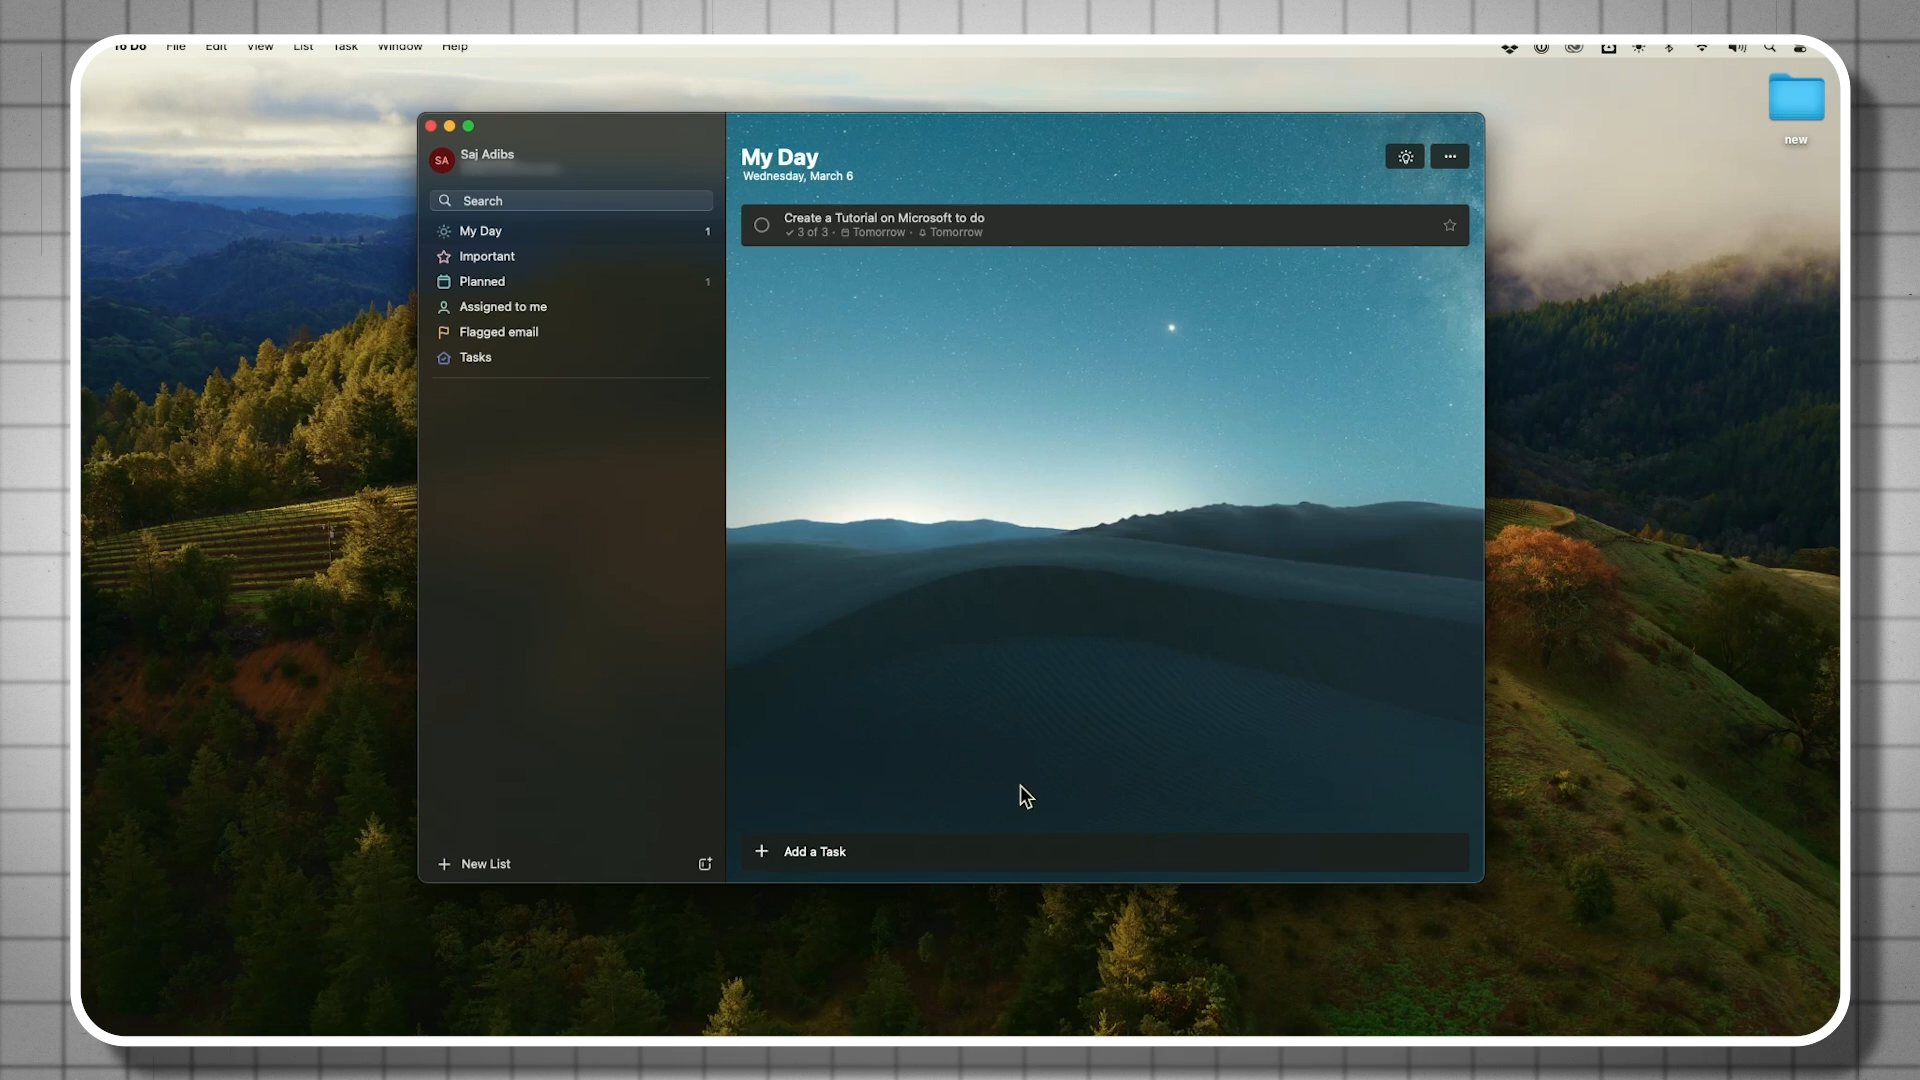 To Do File Edit View List Task Window Help
new
SA
Saj Adibs
Search
My Day 1
Important
Planned 1
Assigned to me
Flagged email
Tasks
New List
My Day
Wednesday, March 6
Create a Tutorial on Microsoft to do
3 of 3 · Tomorrow · Tomorrow
Add a Task